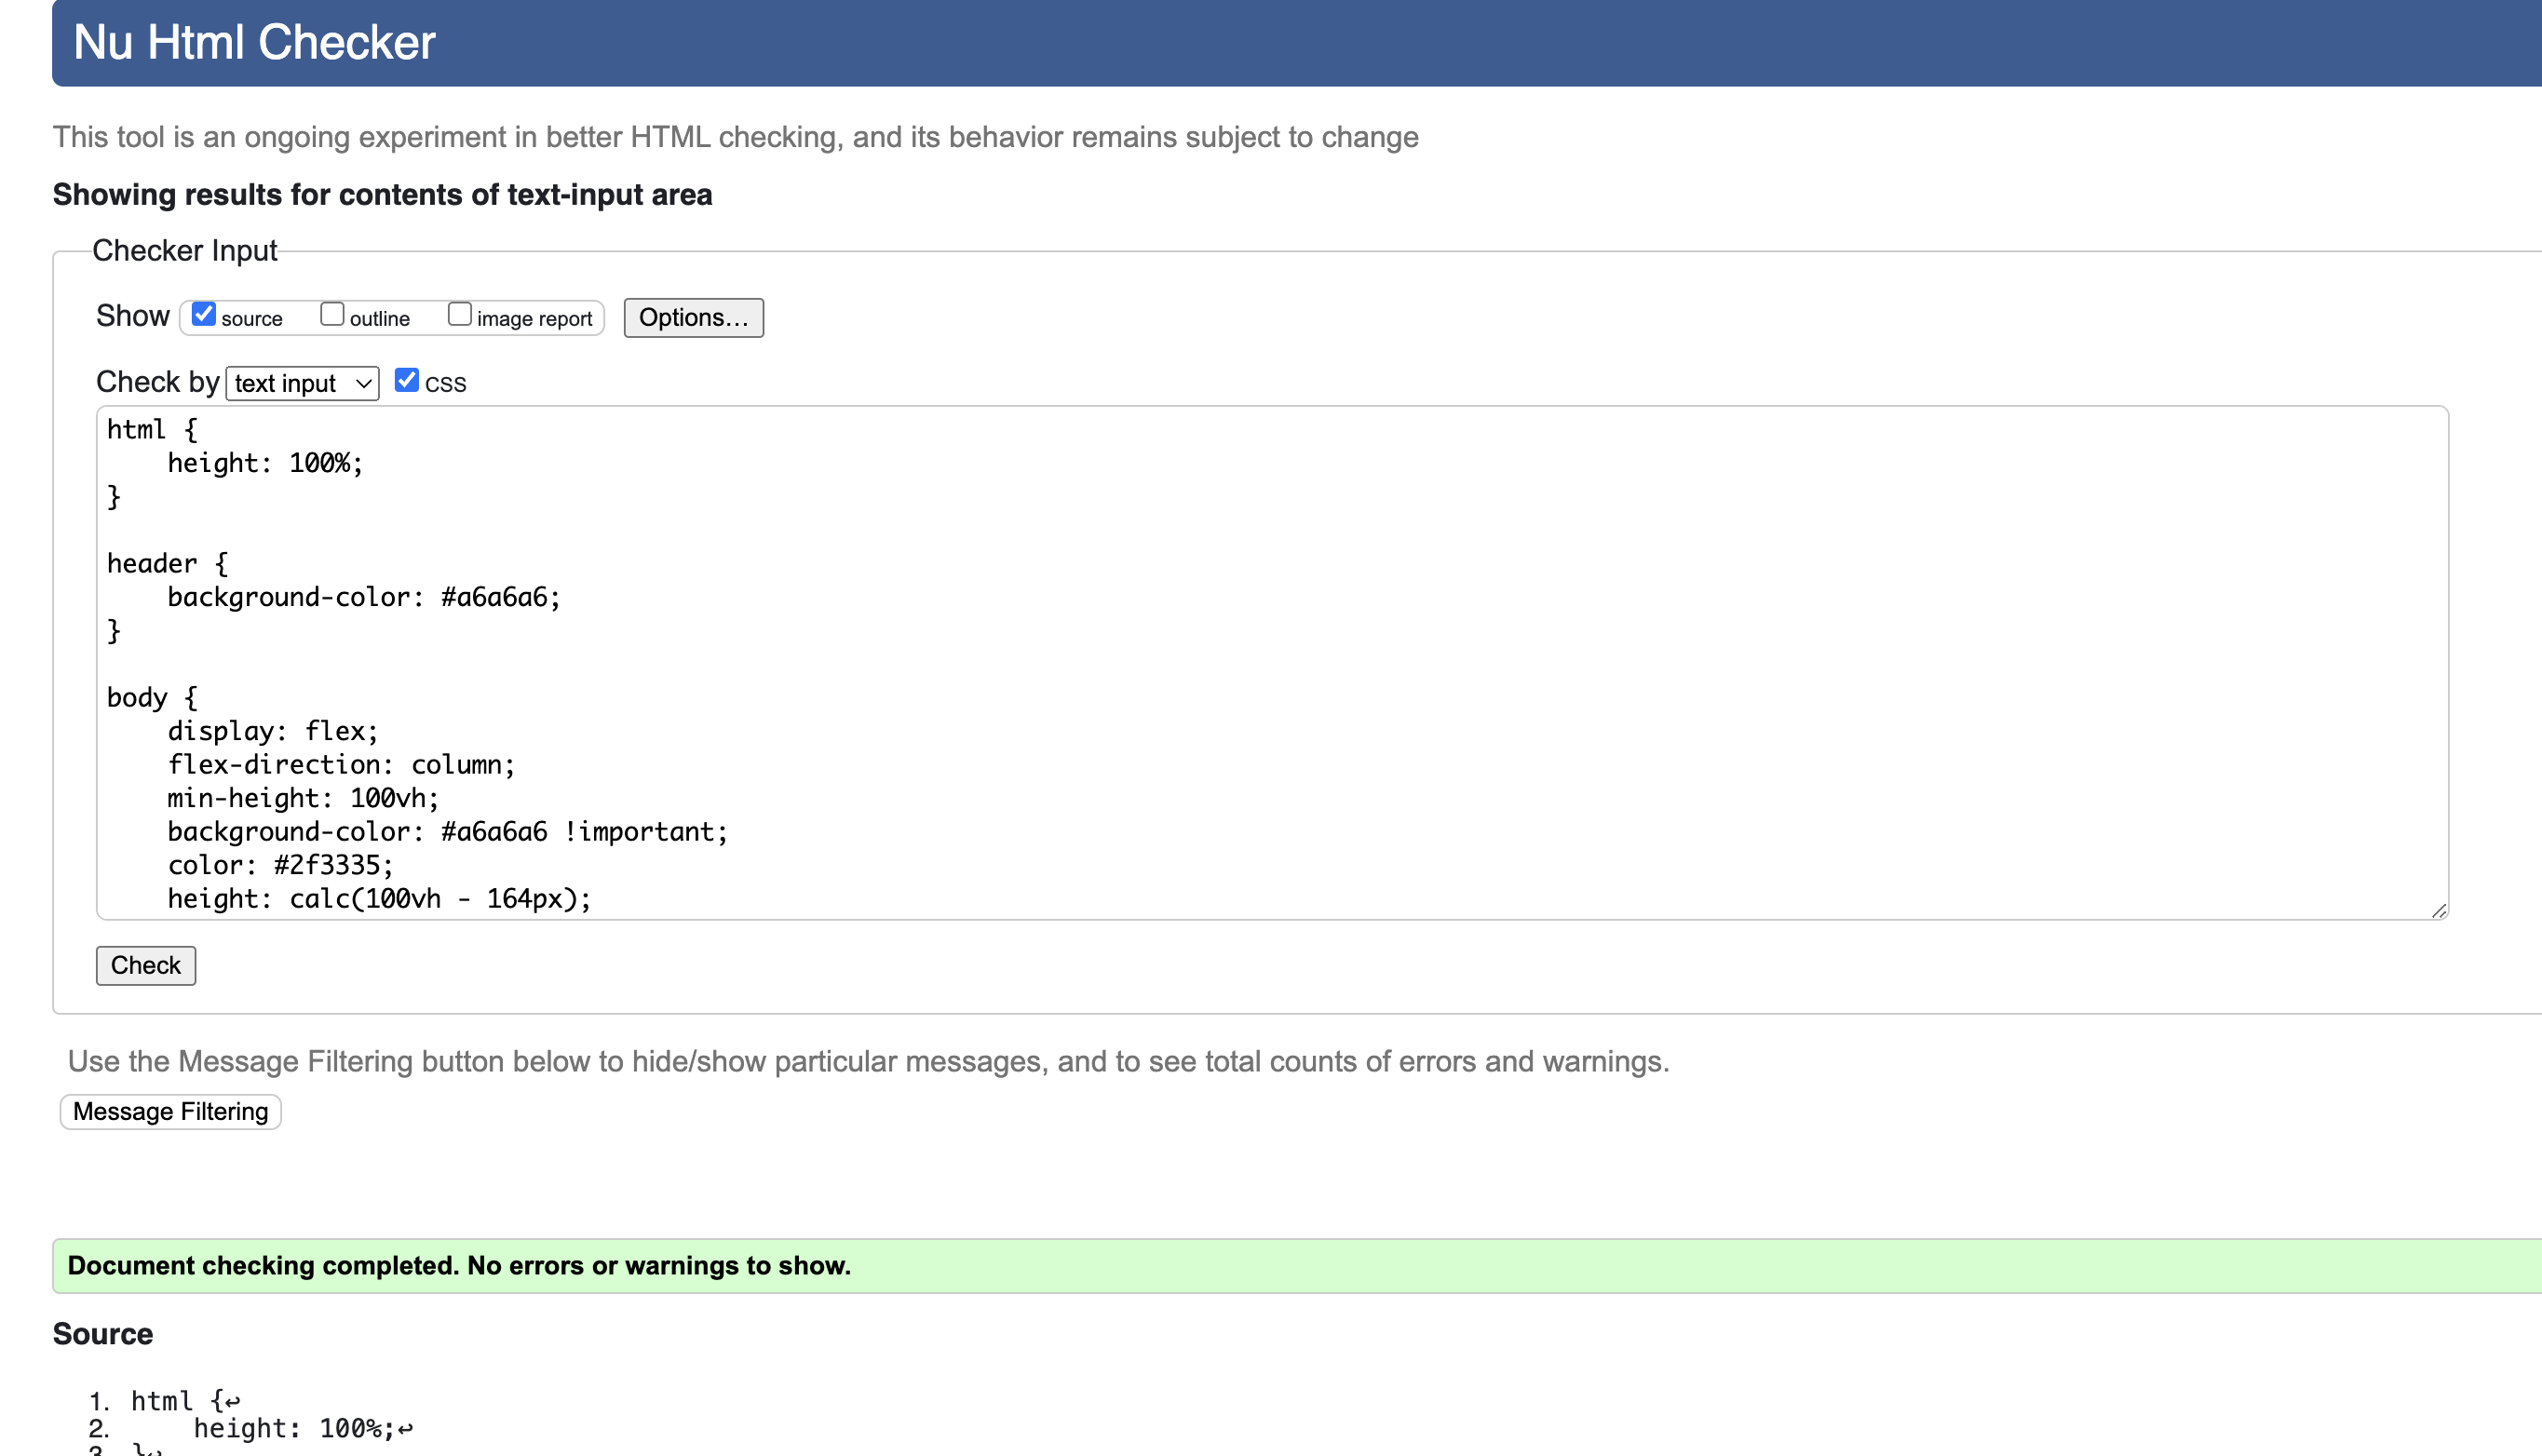 Nu Html Checker
This tool is an ongoing experiment in better HTML checking, and its behavior remains subject to change
Showing results for contents of text-input area
Checker Input
Show source outline image report Options...
Check by text input CSS
html {
    height: 100%;
}

header {
    background-color: #a6a6a6;
}

body {
    display: flex;
    flex-direction: column;
    min-height: 100vh;
    background-color: #a6a6a6 !important;
    color: #2f3335;
    height: calc(100vh - 164px);
Check
Use the Message Filtering button below to hide/show particular messages, and to see total counts of errors and warnings.
Message Filtering
Document checking completed. No errors or warnings to show.
Source
1. html {↩
2.     height: 100%;↩
3. }↩